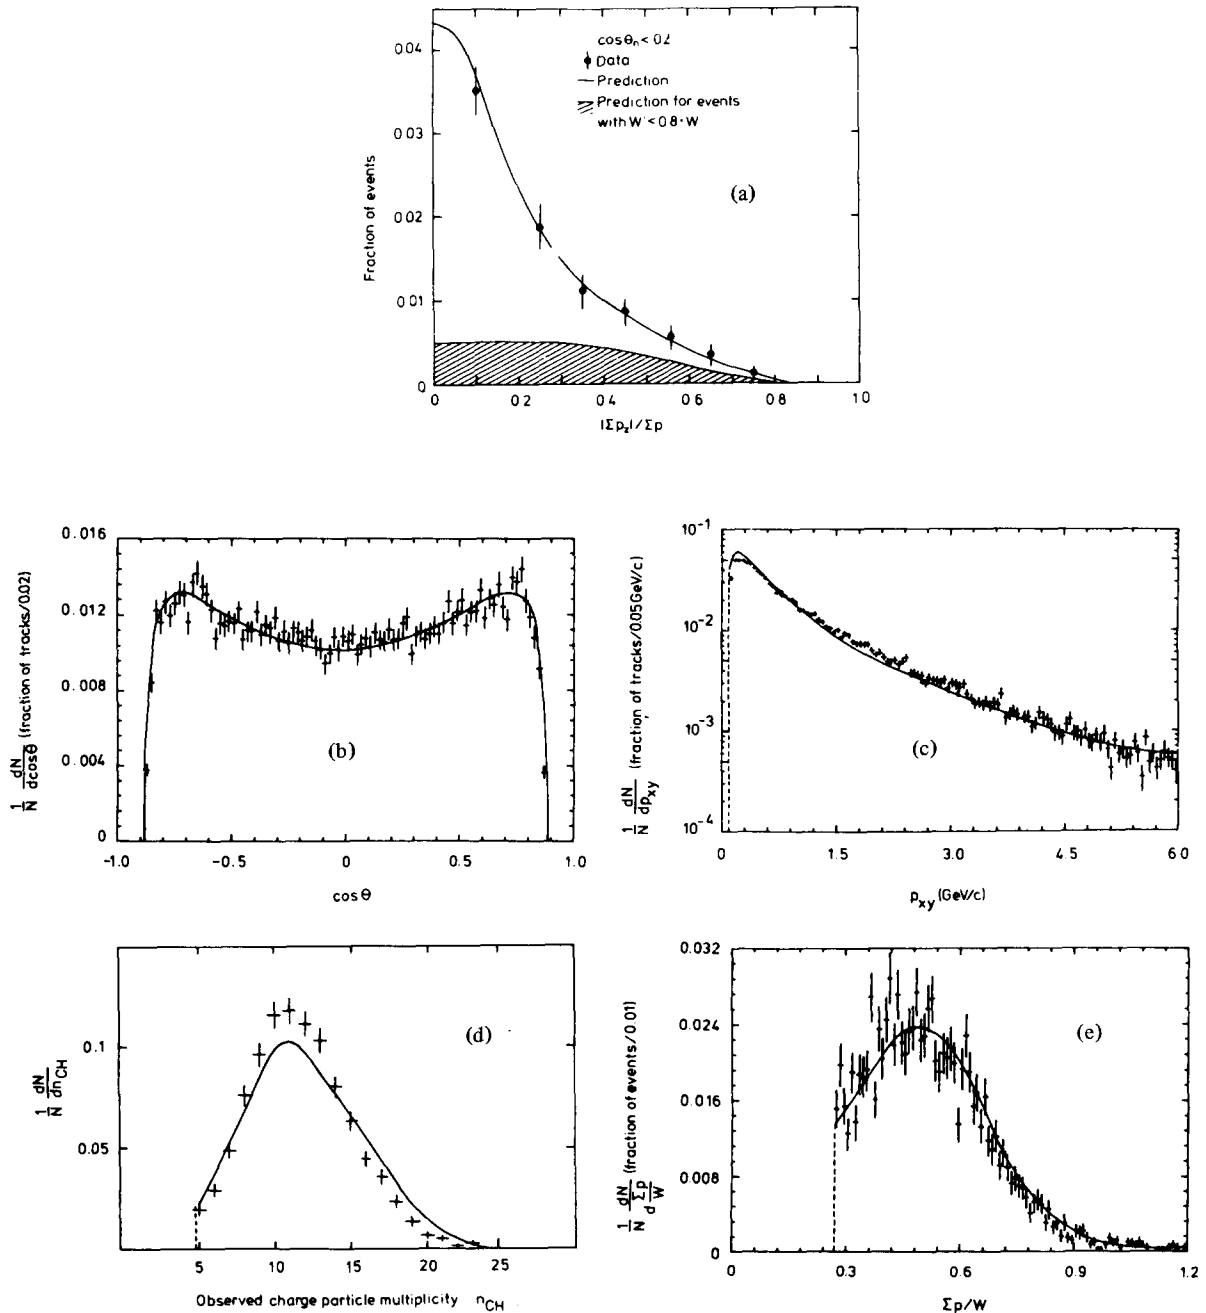 cosθn < 0.2
Data
Prediction
Prediction for events
with W' < 0.8 · W
(a)
Fraction of events
0.04
0.03
0.02
0.01
0
0 0.2 0.4 0.6 0.8 1.0
|Σpz| / Σp
1/N dN/dcosθ (fraction of tracks/0.02)
0.016
0.012
0.008
0.004
0
(b)
-1.0 -0.5 0 0.5 1.0
cos θ
1/N dN/dpxy (fraction of tracks/0.05GeV/c)
10-1
10-2
10-3
10-4
(c)
0 1.5 3.0 4.5 6.0
pxy (GeV/c)
1/N dN/dnCH
0.1
0.05
(d)
5 10 15 20 25
Observed charge particle multiplicity nCH
1/N dN/d Σp/W (fraction of events/0.01)
0.032
0.024
0.016
0.008
0
(e)
0 0.3 0.6 0.9 1.2
Σp/W